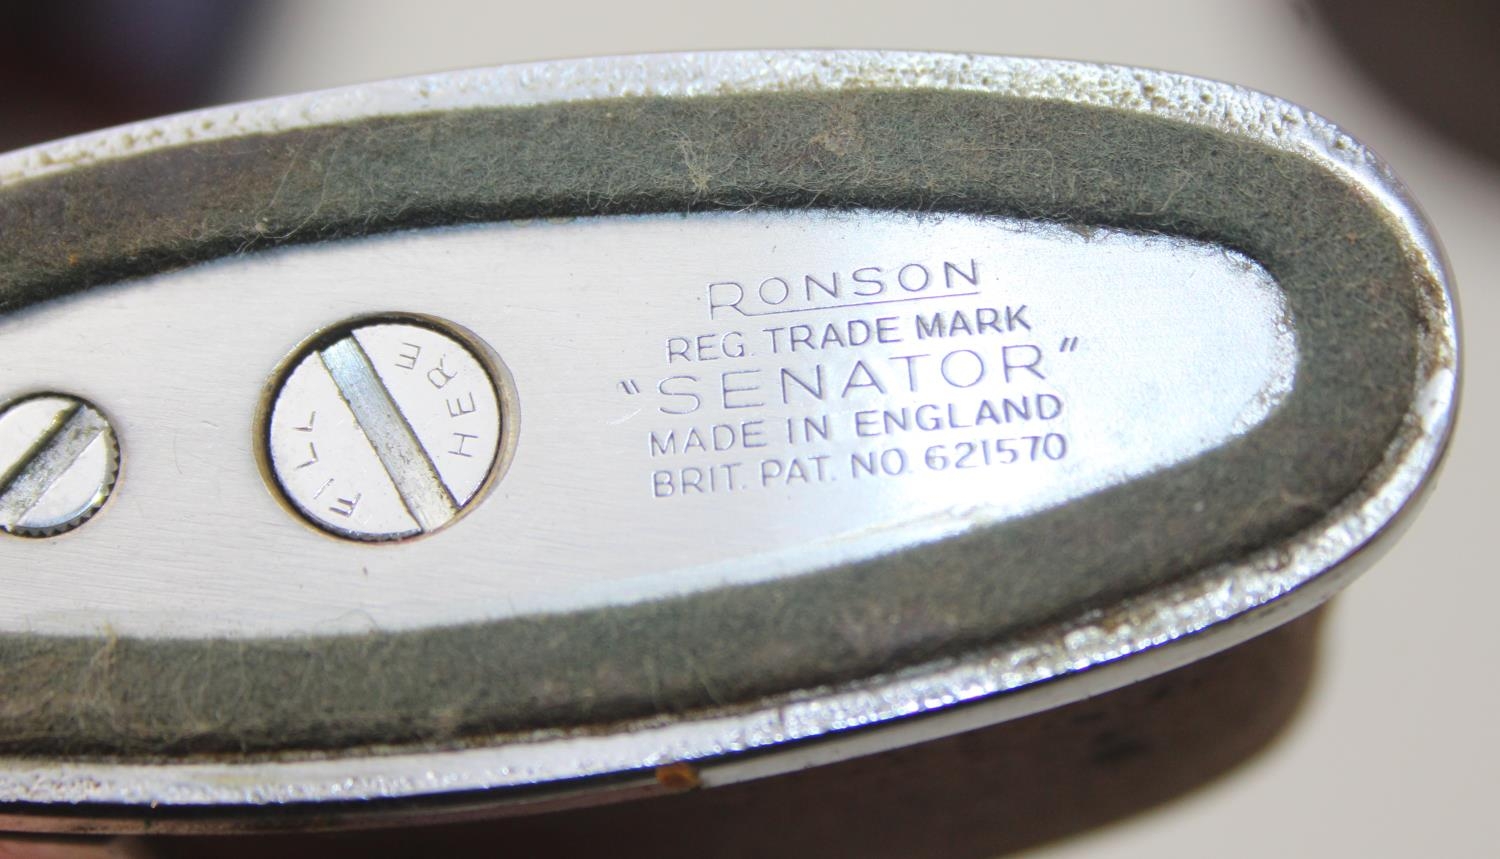 FILL HERE
RONSON
REG. TRADE MARK
"SENATOR"
MADE IN ENGLAND
BRIT. PAT. NO. 621570